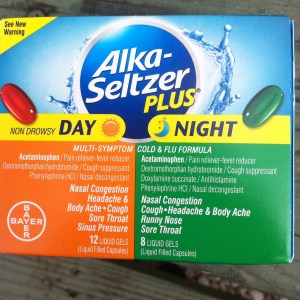 See New
Warning
Alka-
Seltzer
PLUS®
NON DROWSY DAY
NIGHT
MULTI-SYMPTOM COLD & FLU FORMULA
Acetaminophen / Pain reliever-fever reducer
Dextromethorphan hydrobromide / Cough suppressant
Phenylephrine HCl / Nasal decongestant
Nasal Congestion
Headache &
Body Ache • Cough
Sore Throat
Sinus Pressure
12 LIQUID GELS
(Liquid Filled Capsules)
Acetaminophen / Pain reliever-fever reducer
Dextromethorphan hydrobromide / Cough suppressant
Doxylamine succinate / Antihistamine
Phenylephrine HCl / Nasal decongestant
Nasal Congestion
Cough • Headache & Body Ache
Runny Nose
Sore Throat
8 LIQUID GELS
(Liquid Filled Capsules)
BAYER
BAYER